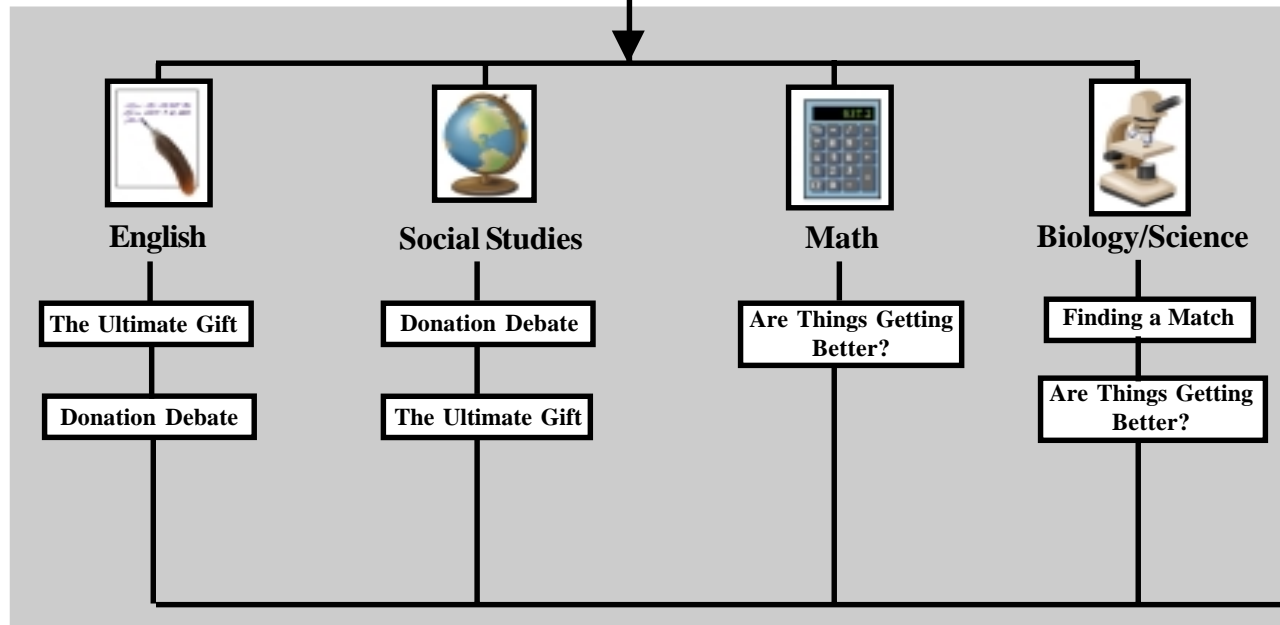 English
The Ultimate Gift
Donation Debate
Social Studies
Donation Debate
The Ultimate Gift
Math
Are Things Getting
Better?
Biology/Science
Finding a Match
Are Things Getting
Better?